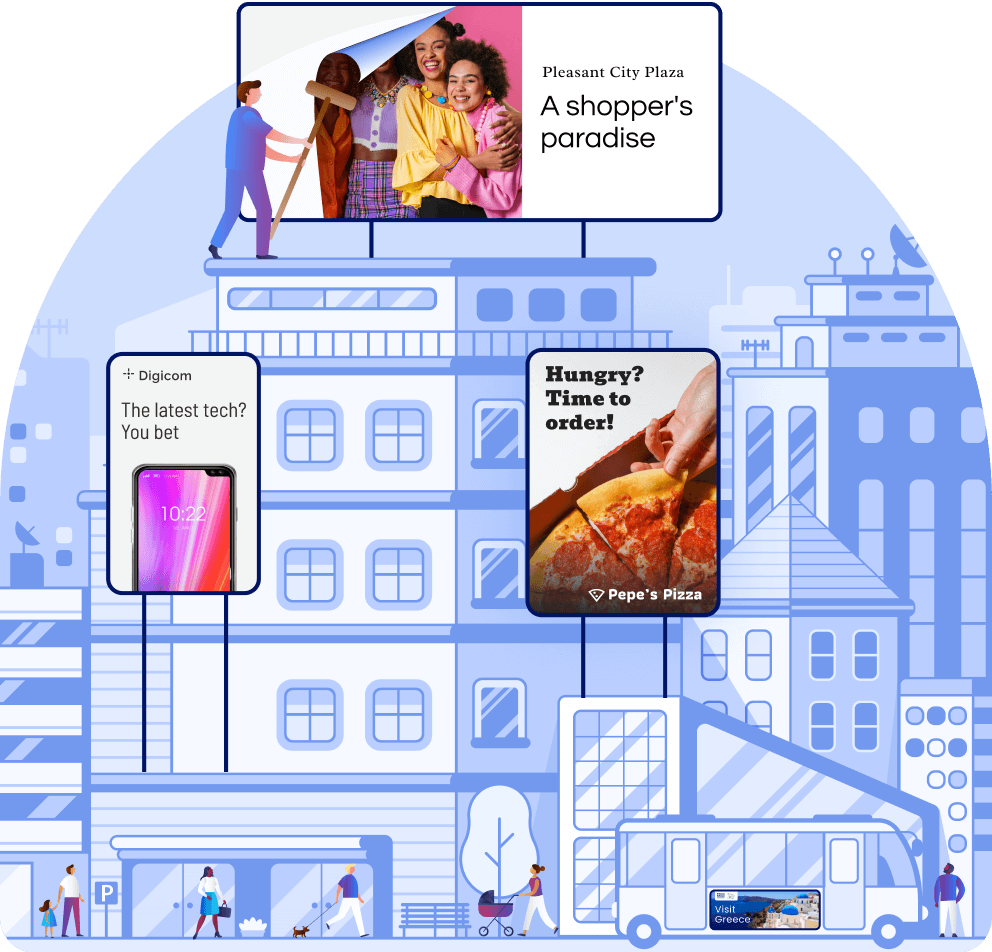 Pleasant City Plaza
A shopper's
paradise
Digicom
The latest tech?
You bet
10:22
Hungry?
Time to
order!
Pepe's Pizza
P
Visit
Greece